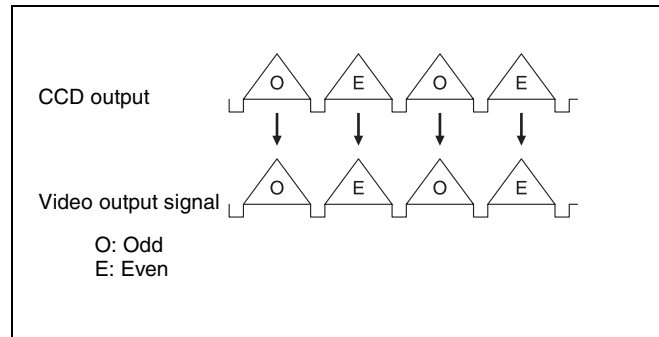 CCD output O E O E
Video output signal O E O E
O: Odd
E: Even